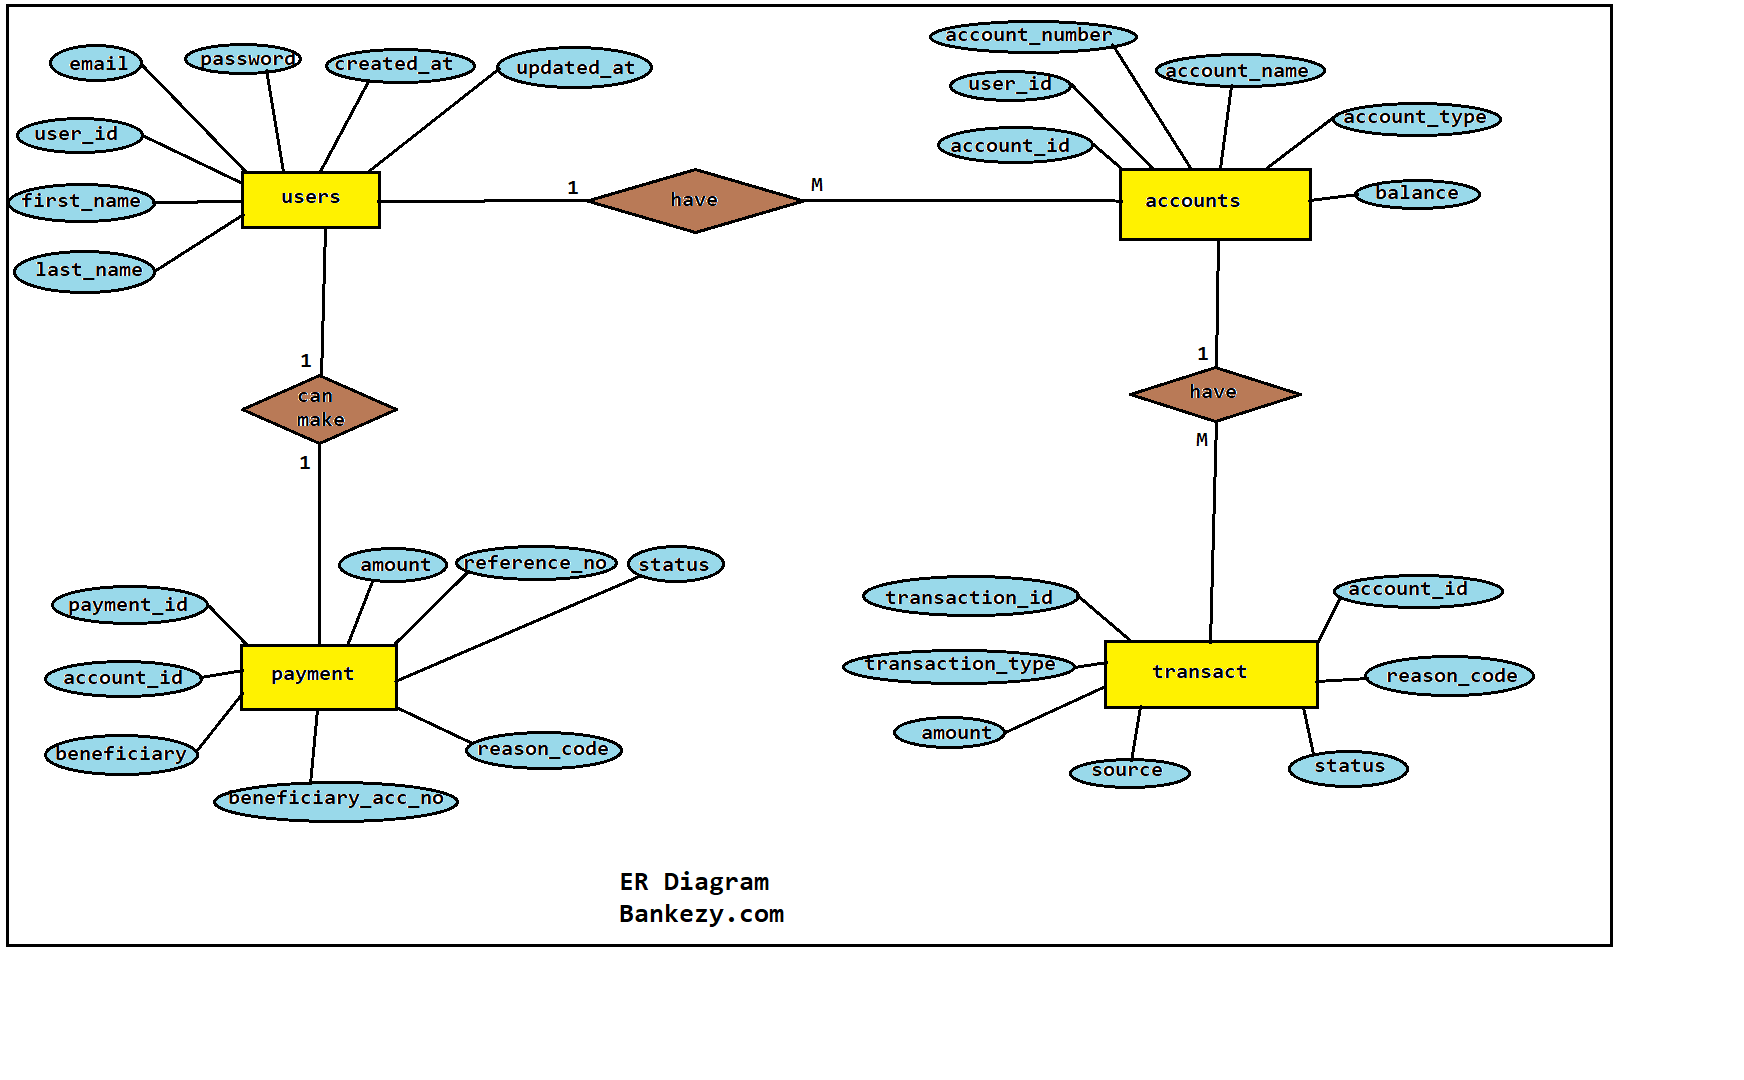 account_number
email
password
created_at
updated_at
account_name
user_id
account_type
user_id
account_id
first_name
users
1
have
M
accounts
balance
last_name
1
can
make
1
1
have
M
amount
reference_no
status
payment_id
transaction_id
account_id
account_id
payment
transaction_type
transact
reason_code
beneficiary
reason_code
amount
beneficiary_acc_no
source
status
ER Diagram
Bankezy.com